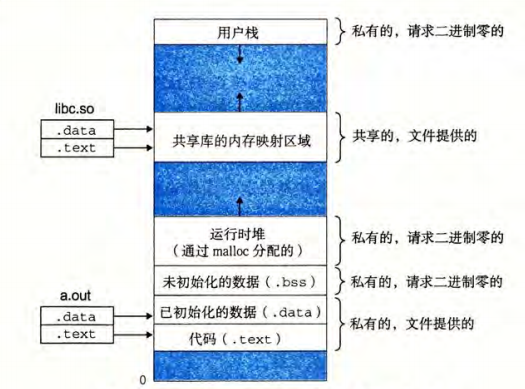 用户栈
私有的，请求二进制零的
libc.so
.data
.text
共享库的内存映射区域
共享的，文件提供的
运行时堆
（通过 malloc 分配的）
私有的，请求二进制零的
未初始化的数据（.bss）
私有的，请求二进制零的
a.out
.data
.text
已初始化的数据（.data）
代码（.text）
私有的，文件提供的
0